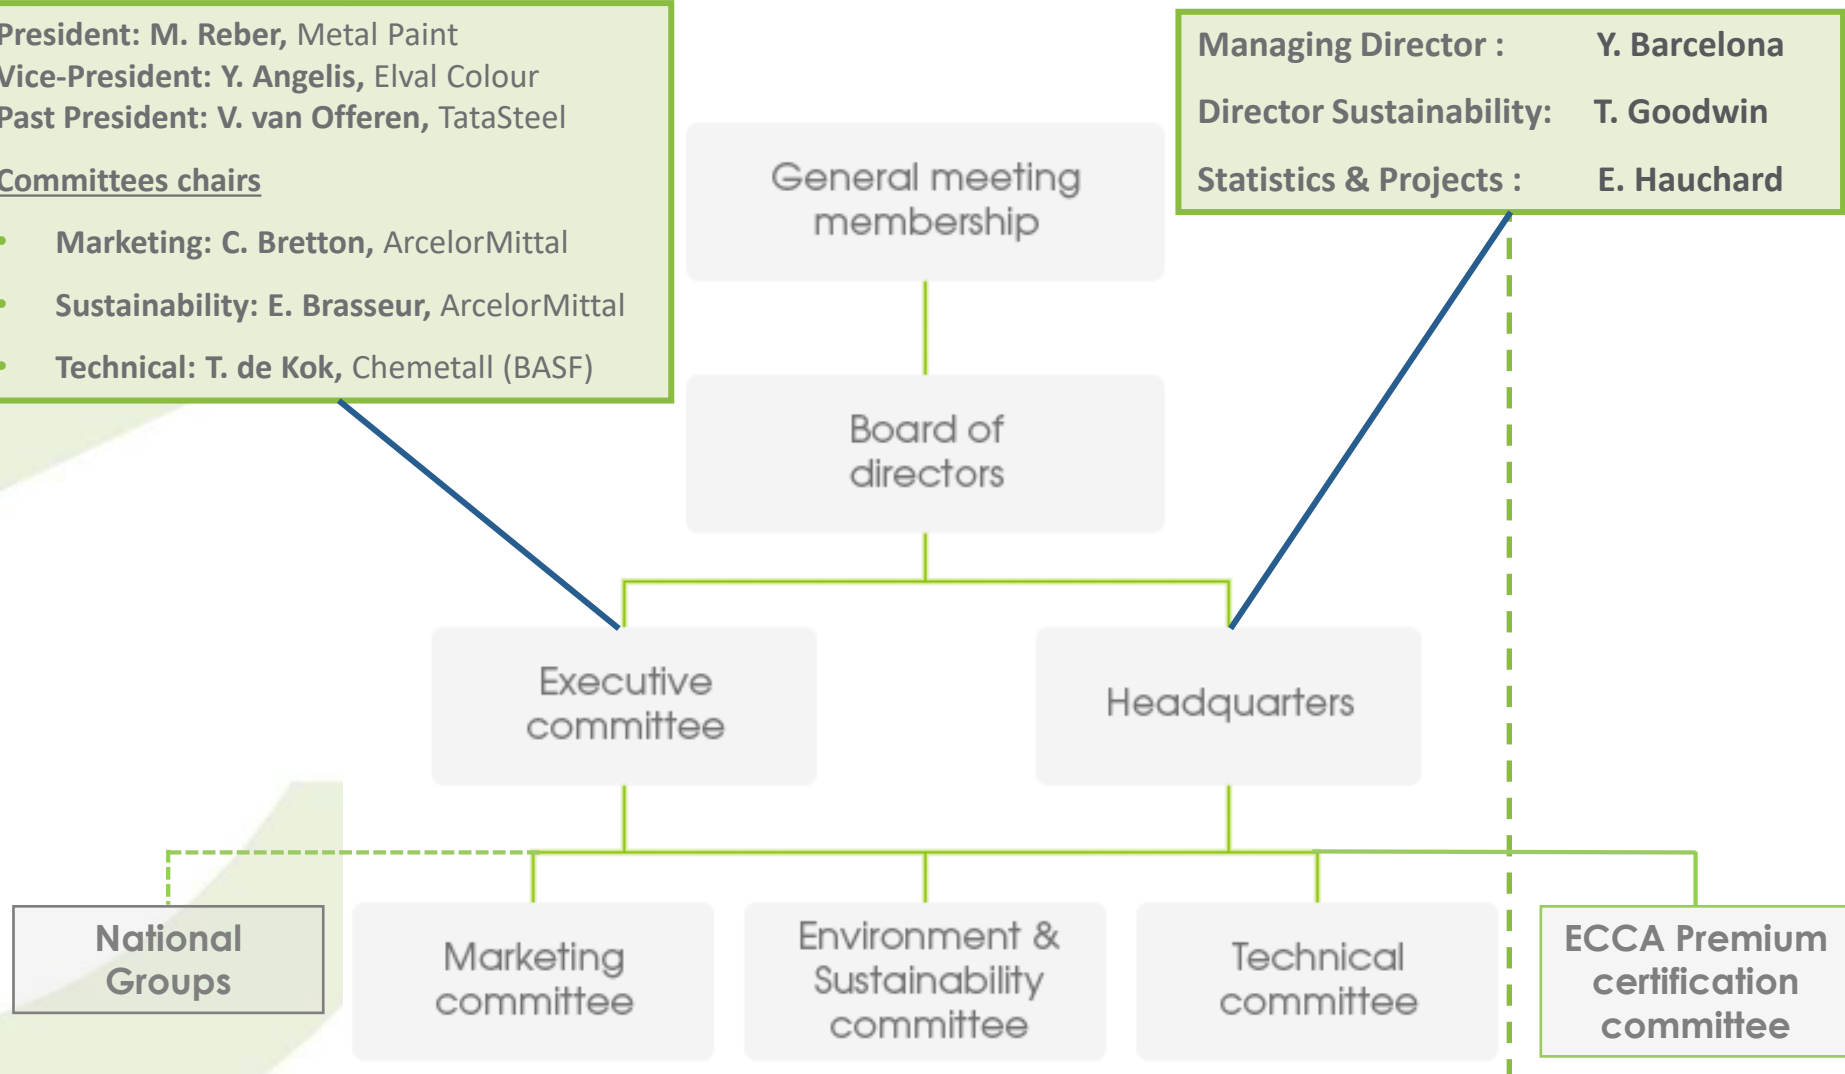 President: M. Reber, Metal Paint
Vice-President: Y. Angelis, Elval Colour
Past President: V. van Offeren, TataSteel
Committees chairs
• Marketing: C. Bretton, ArcelorMittal
• Sustainability: E. Brasseur, ArcelorMittal
• Technical: T. de Kok, Chemetall (BASF)
Managing Director : Y. Barcelona
Director Sustainability: T. Goodwin
Statistics & Projects : E. Hauchard
General meeting
membership
Board of
directors
Executive
committee
Headquarters
National
Groups
Marketing
committee
Environment &
Sustainability
committee
Technical
committee
ECCA Premium
certification
committee